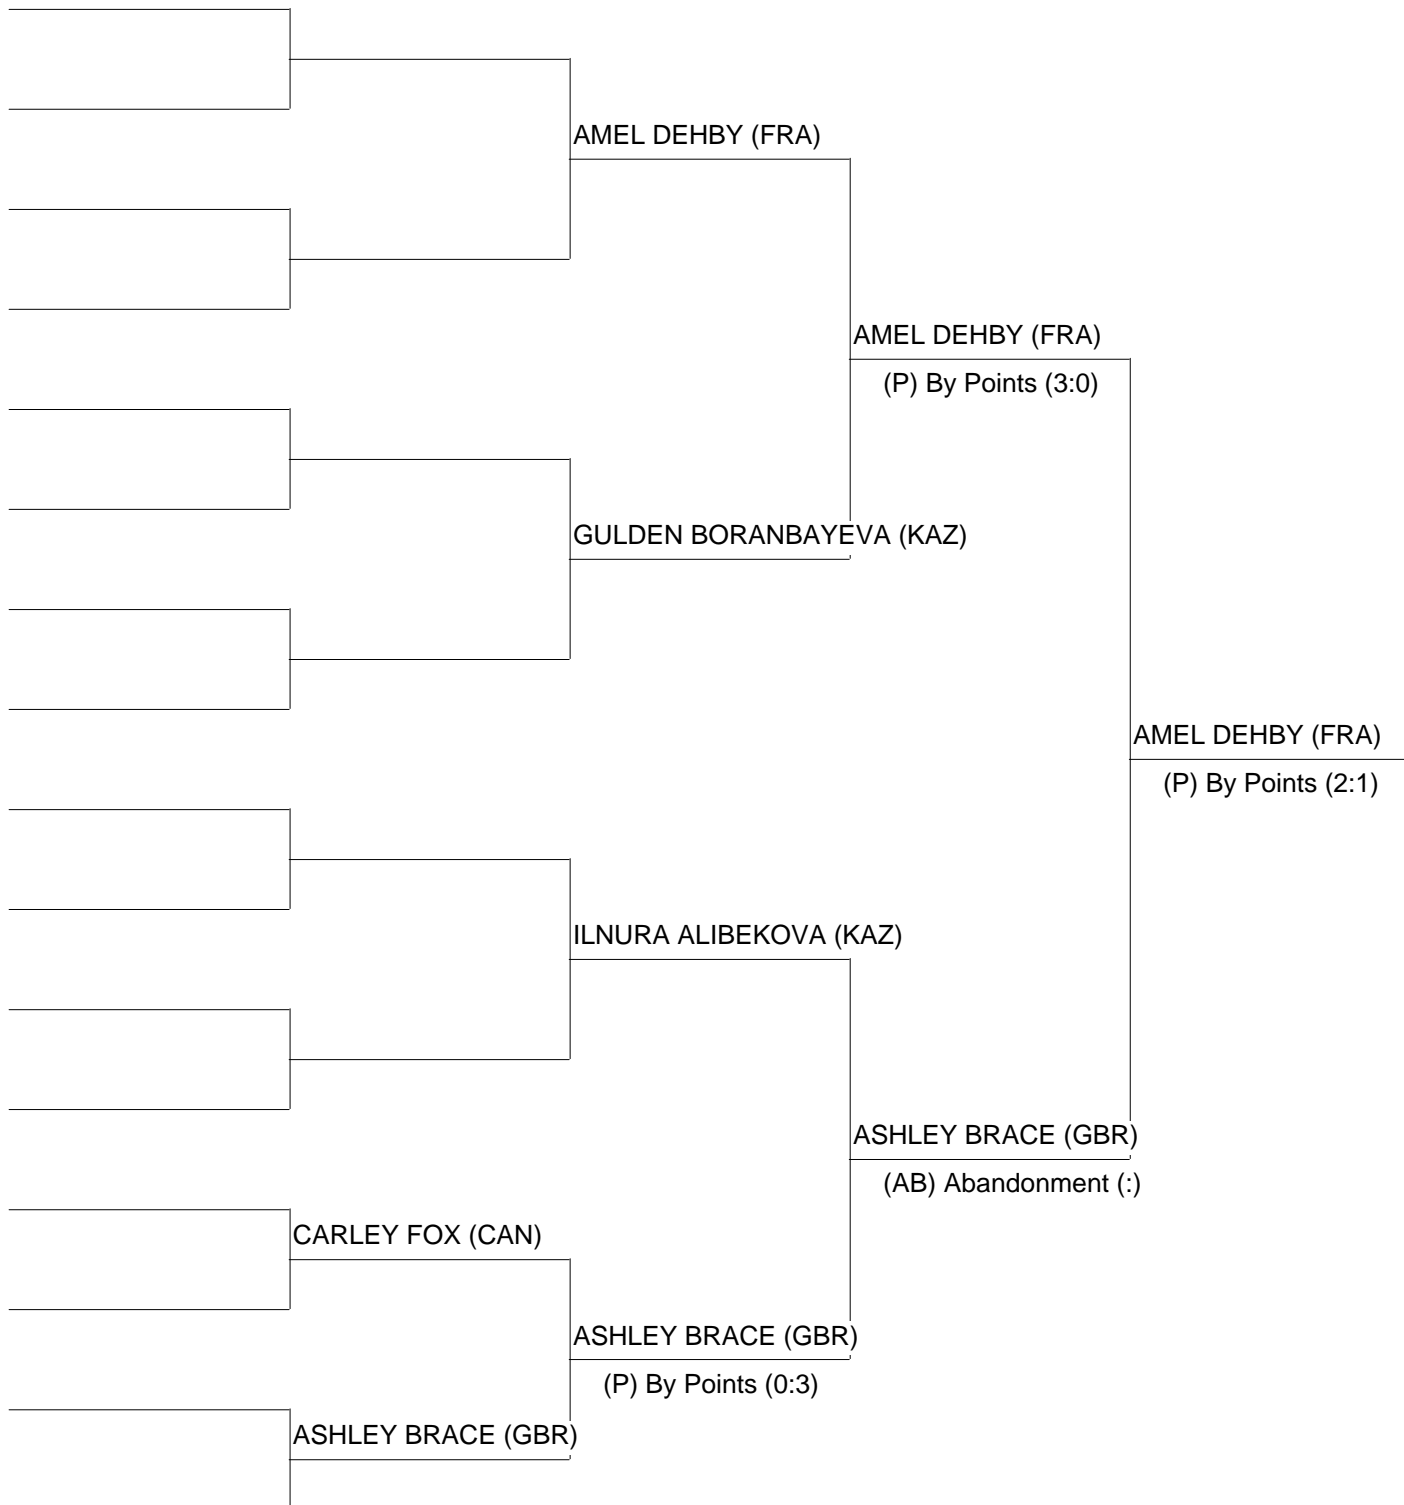 AMEL DEHBY (FRA)
AMEL DEHBY (FRA)
(P) By Points (3:0)
GULDEN BORANBAYEVA (KAZ)
AMEL DEHBY (FRA)
(P) By Points (2:1)
ILNURA ALIBEKOVA (KAZ)
ASHLEY BRACE (GBR)
(AB) Abandonment (:)
CARLEY FOX (CAN)
ASHLEY BRACE (GBR)
(P) By Points (0:3)
ASHLEY BRACE (GBR)